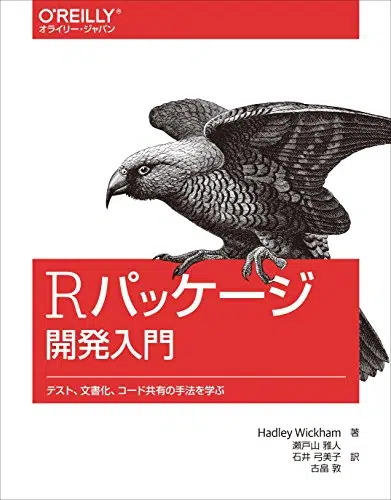 O'REILLY®
オライリー・ジャパン
Rパッケージ
開発入門
テスト、文書化、コード共有の手法を学ぶ
Hadley Wickham 著
瀬戸山 雅人
石井 弓美子 訳
古畠 敦